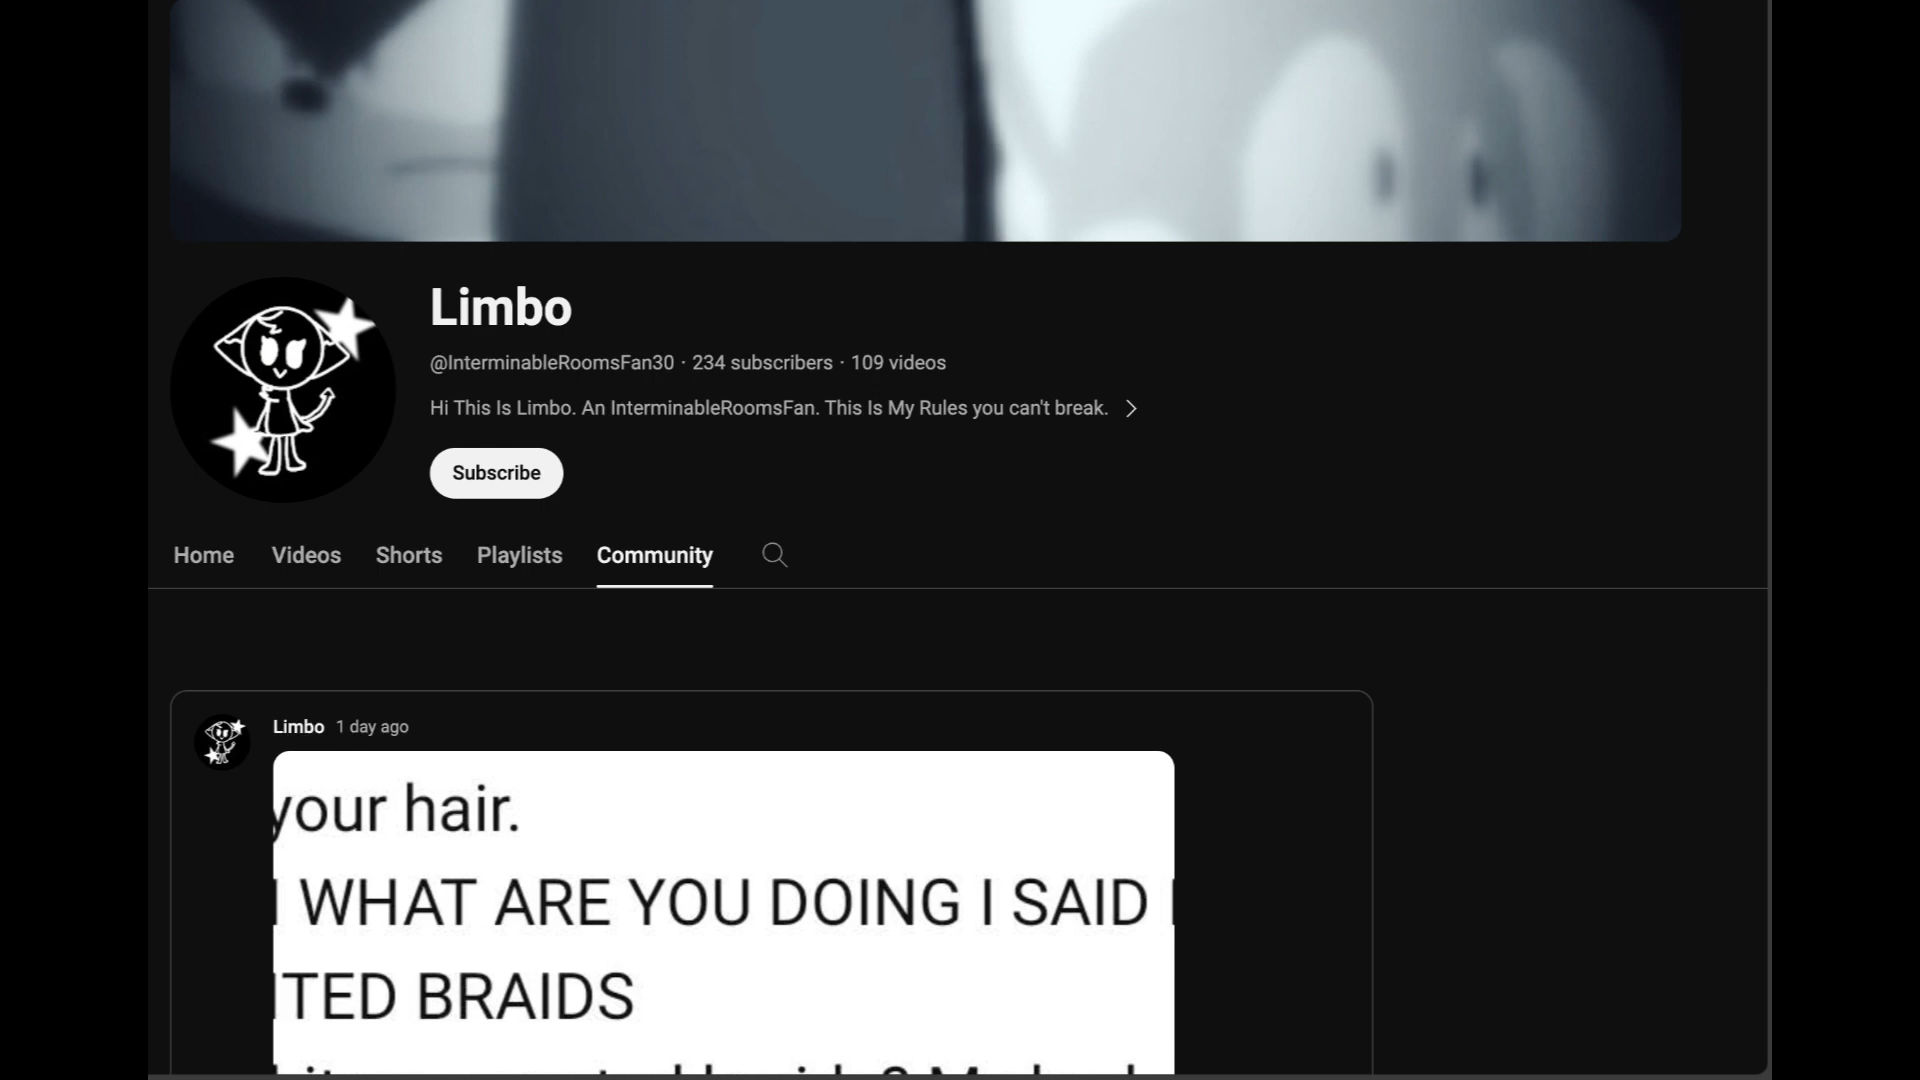 Limbo
@InterminableRoomsFan30 · 234 subscribers · 109 videos
Hi This Is Limbo. An InterminableRoomsFan. This Is My Rules you can't break.
Subscribe
Home Videos Shorts Playlists Community
Limbo 1 day ago
your hair.
WHAT ARE YOU DOING I SAID I
TED BRAIDS